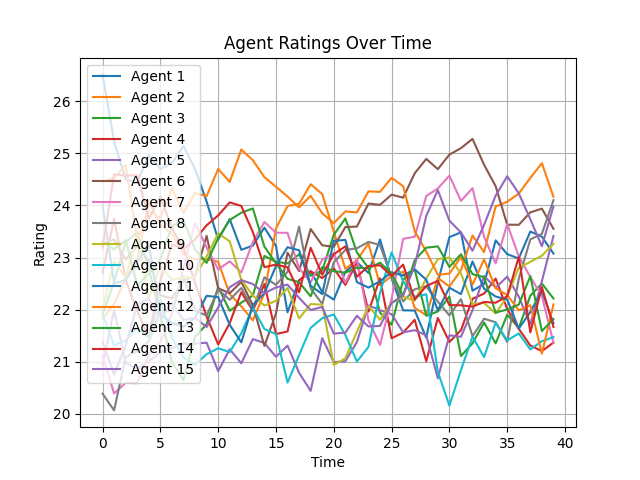 Agent Ratings Over Time
Agent 1
Agent 2
Agent 3
Agent 4
Agent 5
Agent 6
Agent 7
Agent 8
Agent 9
Agent 10
Agent 11
Agent 12
Agent 13
Agent 14
Agent 15
Rating
26
25
24
23
22
21
20
0 5 10 15 20 25 30 35 40
Time